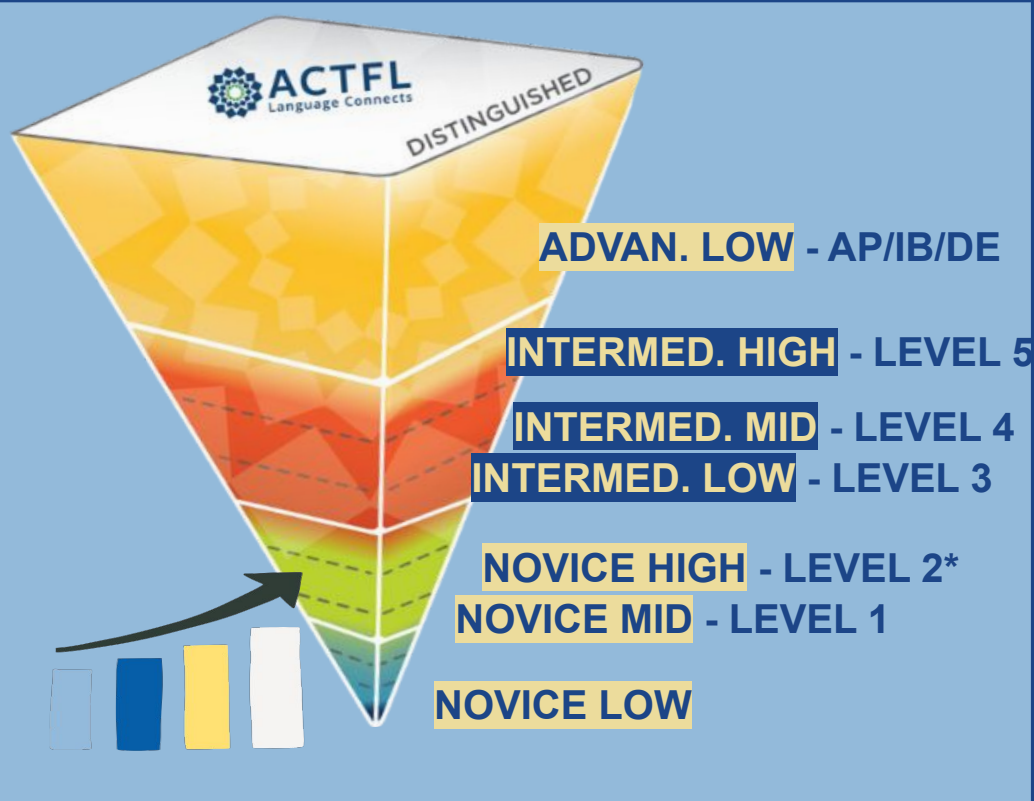 ACTFL
Language Connects
DISTINGUISHED
ADVAN. LOW - AP/IB/DE
INTERMED. HIGH - LEVEL 5
INTERMED. MID - LEVEL 4
INTERMED. LOW - LEVEL 3
NOVICE HIGH - LEVEL 2*
NOVICE MID - LEVEL 1
NOVICE LOW